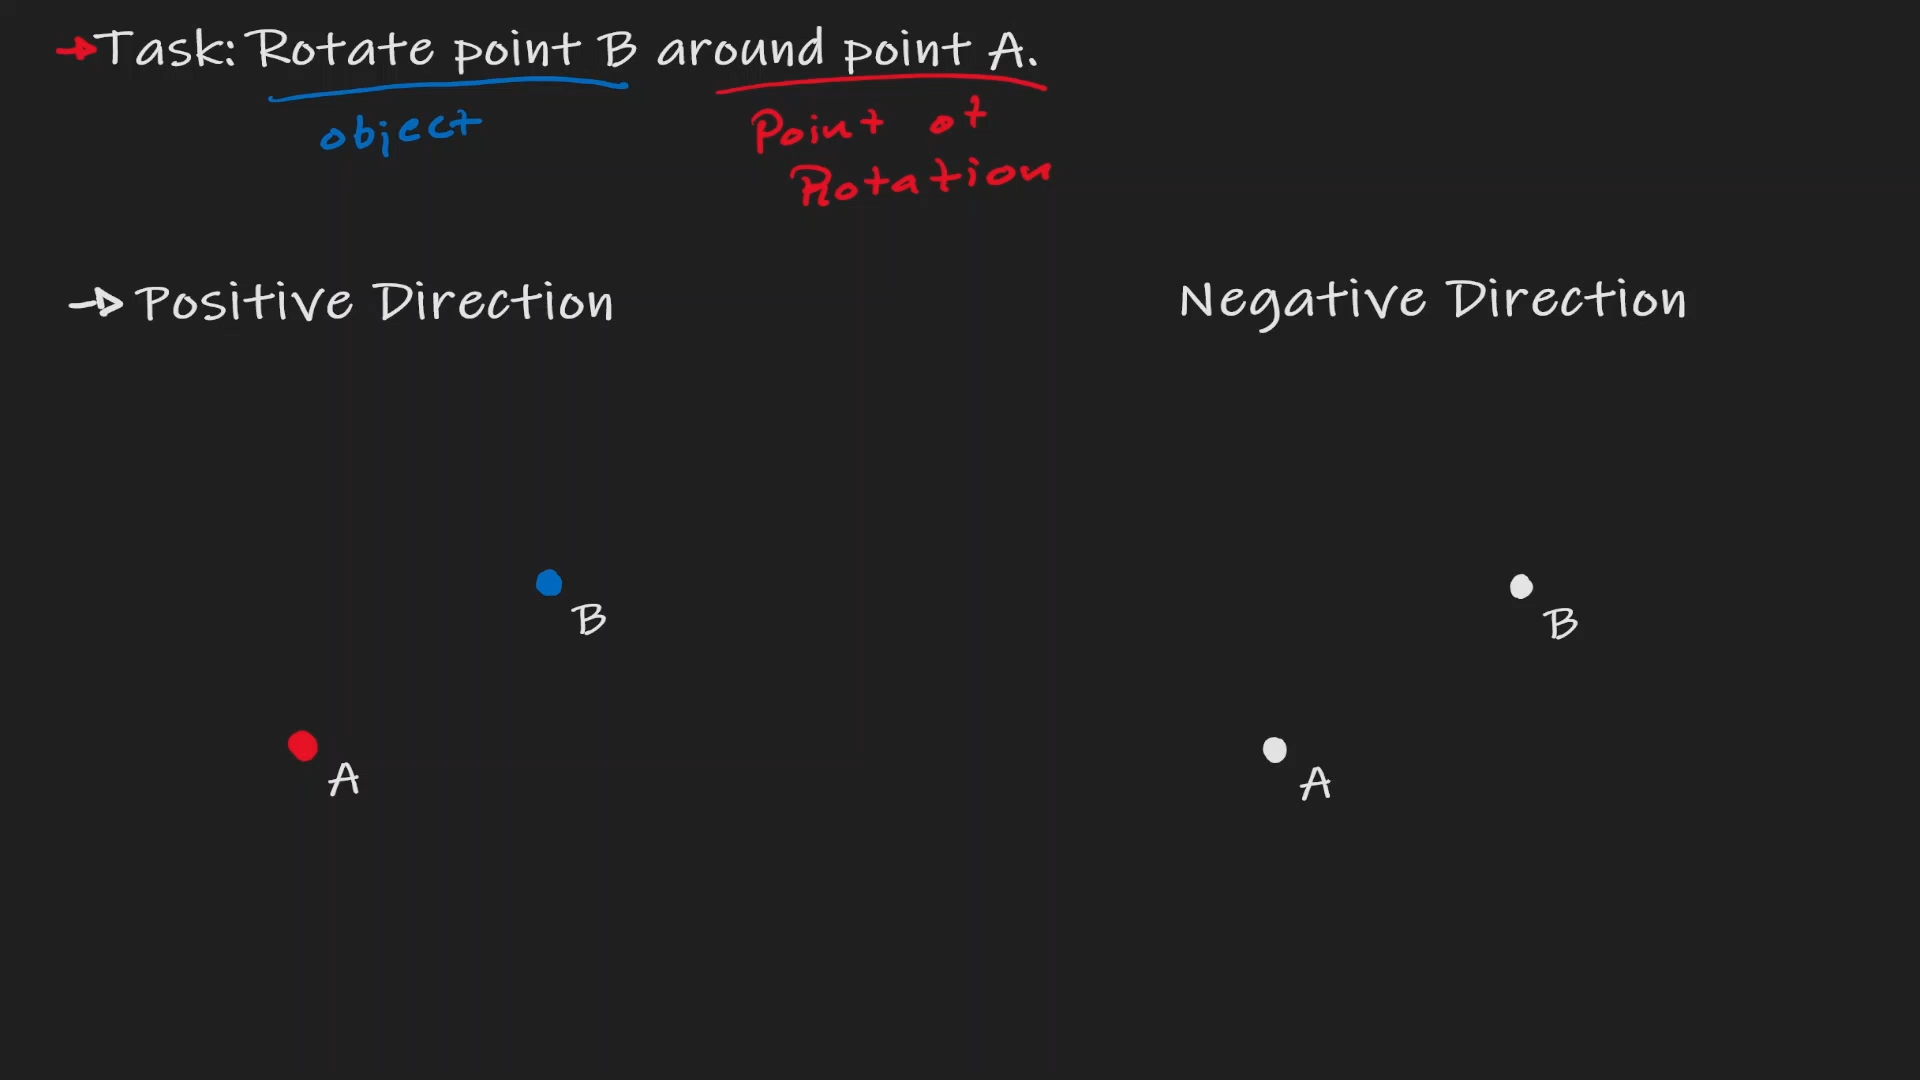 Task: Rotate point B around point A.
object
Point of
Rotation
Positive Direction
Negative Direction
B
B
A
A